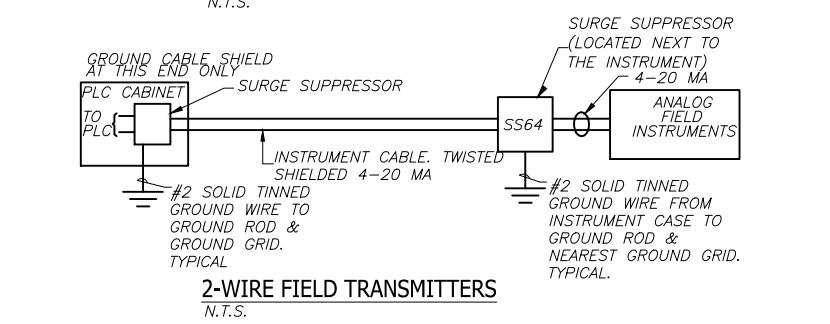 N.T.S.
SURGE SUPPRESSOR
(LOCATED NEXT TO
THE INSTRUMENT)
4-20 MA
GROUND CABLE SHIELD
AT THIS END ONLY
PLC CABINET
SURGE SUPPRESSOR
TO
PLC
SS64
ANALOG
FIELD
INSTRUMENTS
INSTRUMENT CABLE. TWISTED
SHIELDED 4-20 MA
#2 SOLID TINNED
GROUND WIRE TO
GROUND ROD &
GROUND GRID.
TYPICAL
#2 SOLID TINNED
GROUND WIRE FROM
INSTRUMENT CASE TO
GROUND ROD &
NEAREST GROUND GRID.
TYPICAL.
2-WIRE FIELD TRANSMITTERS
N.T.S.